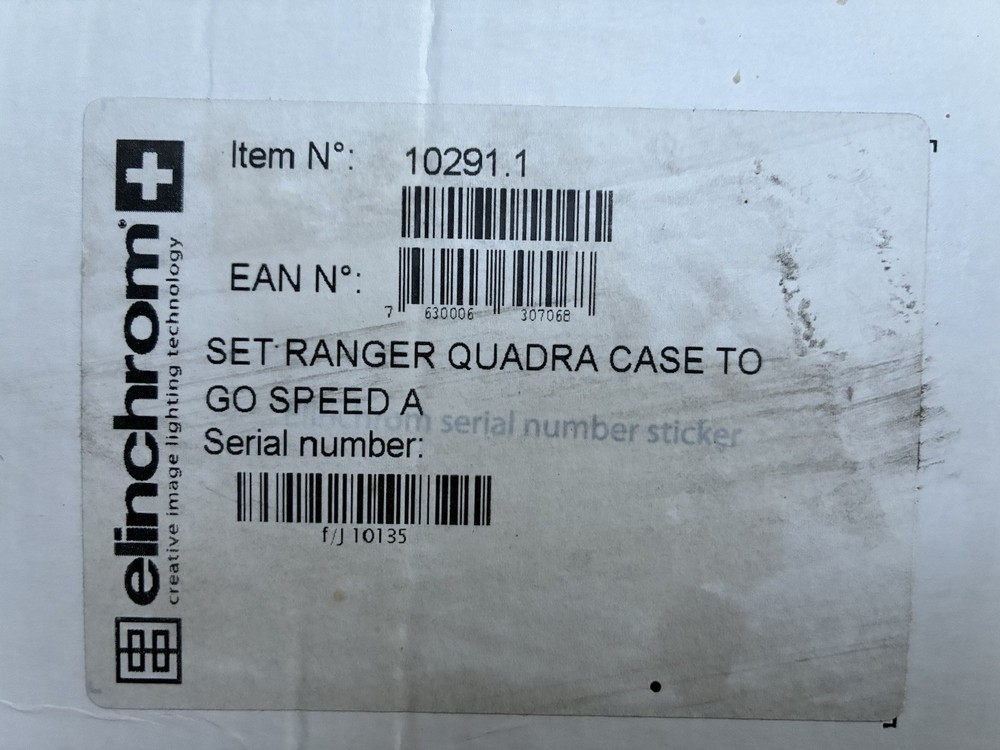 Item N°: 10291.1
EAN N°:
7 630006 307068
SET RANGER QUADRA CASE TO
GO SPEED A
elinchrom serial number sticker
Serial number:
f/J 10135
elinchrom®
creative image lighting technology